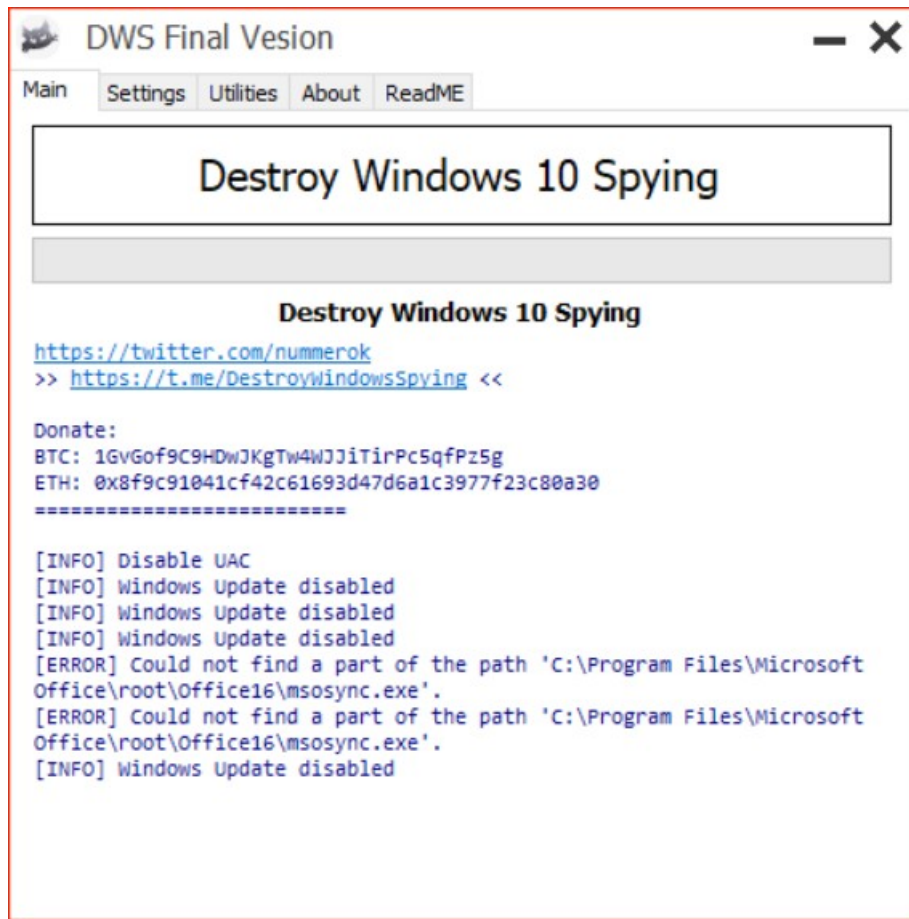 DWS Final Vesion
Main Settings Utilities About ReadME
Destroy Windows 10 Spying
Destroy Windows 10 Spying
https://twitter.com/nummerok
>> https://t.me/DestroyWindowsSpying <<
Donate:
BTC: 1GvGof9C9HDwJKgTw4WJJiTirPc5qfPz5g
ETH: 0x8f9c91041cf42c61693d47d6a1c3977f23c80a30
==========================
[INFO] Disable UAC
[INFO] Windows Update disabled
[INFO] Windows Update disabled
[INFO] Windows Update disabled
[ERROR] Could not find a part of the path 'C:\Program Files\Microsoft
Office\root\Office16\msosync.exe'.
[ERROR] Could not find a part of the path 'C:\Program Files\Microsoft
Office\root\Office16\msosync.exe'.
[INFO] Windows Update disabled